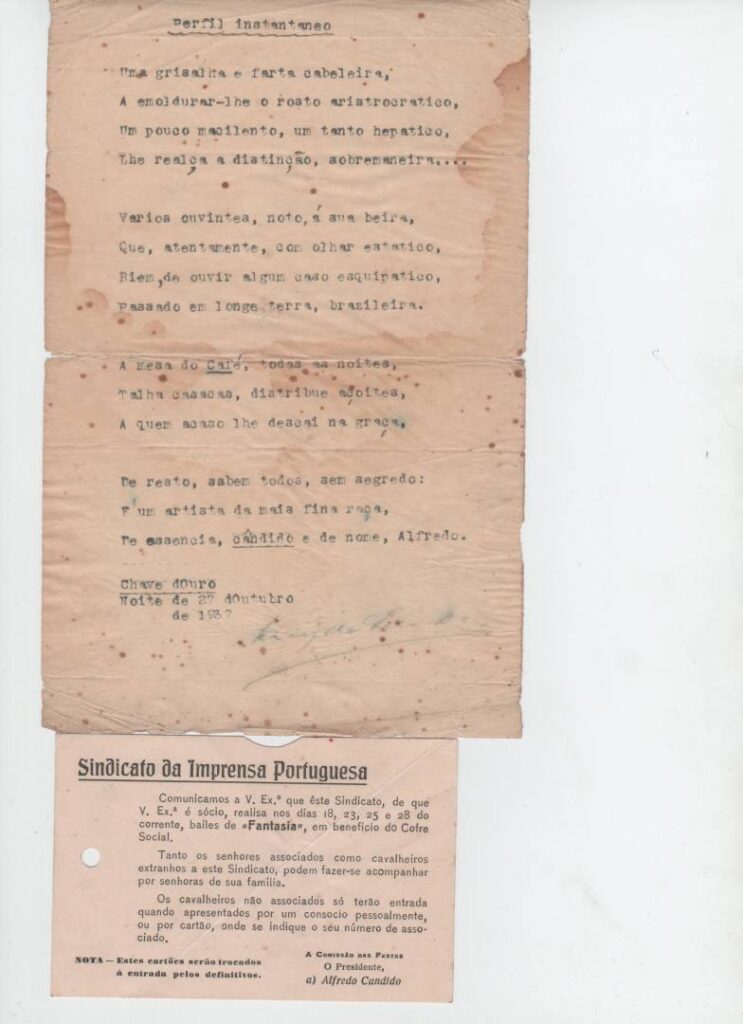 Perfil instantaneo
Uma grisalha e farta cabeleira,
A emoldurar-lhe o rosto aristrocratico,
Um pouco macilento, um tanto hepatico,
Lhe realça a distinção, sobremaneira....
Varios ouvintes, noto, á sua beira,
Que, atentamente, com olhar estatico,
Riem, de ouvir algum caso esquipatico,
Passado em longe terra, brazileira.
A mesa do Café, todas as noites,
Talha casacas, distribue açoites,
A quem acaso lhe descai na graça,
De resto, sabem todos, sem segredo:
E'um artista da mais fina raça,
De essencia, cândido e de nome, Alfredo.
Chave dOuro
Noite de 27 dOutubro
de 1937
Sindicato da Imprensa Portuguesa
Comunicamos a V. Ex.ª que êste Sindicato, de que
V. Ex.ª é sócio, realisa nos dias 18, 23, 25 e 28 do
corrente, bailes de «Fantasia», em beneficio do Cofre
Social.
Tanto os senhores associados como cavalheiros
extranhos a este Sindicato, podem fazer-se acompanhar
por senhoras de sua familia.
Os cavalheiros não associados só terão entrada
quando apresentados por um consocio pessoalmente,
ou por cartão, onde se indique o seu número de asso-
ciado.
NOTA — Estes cartões serão trocados
á entrada pelos definitivos.
A COMISSÃO DAS FESTAS
O Presidente,
a) Alfredo Candido